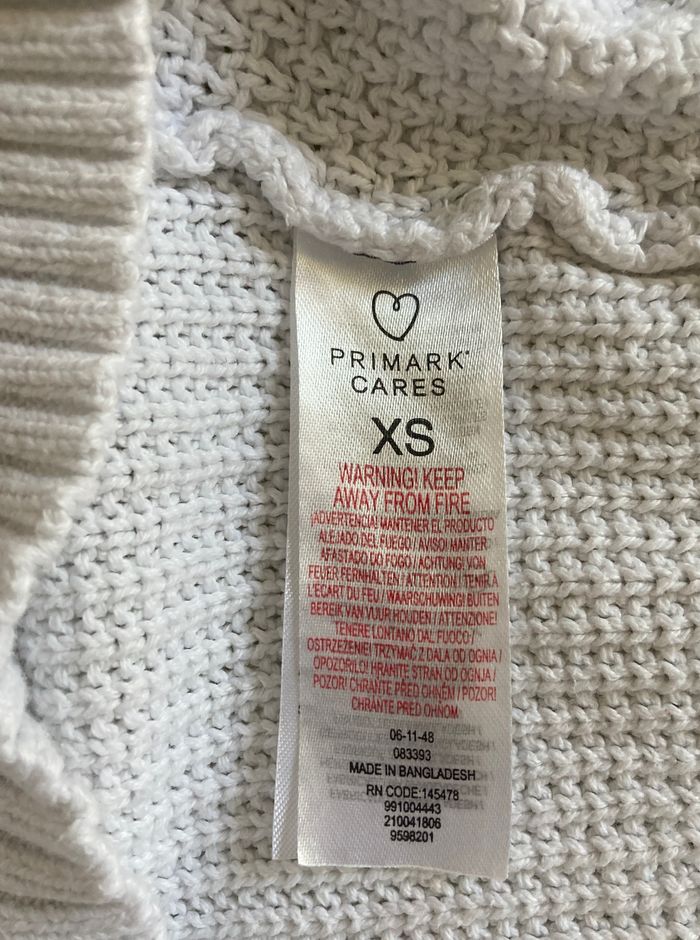 PRIMARK
CARES
XS
WARNING! KEEP
AWAY FROM FIRE
¡ADVERTENCIA! MANTENER EL PRODUCTO
ALEJADO DEL FUEGO / AVISO! MANTER
AFASTADO DO FOGO / ACHTUNG! VON
FEUER FERNHALTEN / ATTENTION / TENIR À
L'ÉCART DU FEU / WAARSCHUWING! BUITEN
BEREIK VAN VUUR HOUDEN / ATTENZIONE!
TENERE LONTANO DAL FUOCO /
OSTRZEŻENIE! TRZYMAĆ Z DALA OD OGNIA /
OPOZORILO! HRANITE STRAN OD OGNJA /
POZOR! CHRAŇTE PŘED OHNĚM / POZOR!
CHRÁNTE PRED OHŇOM
06-11-48
083393
MADE IN BANGLADESH
RN CODE:145478
991004443
210041806
9598201